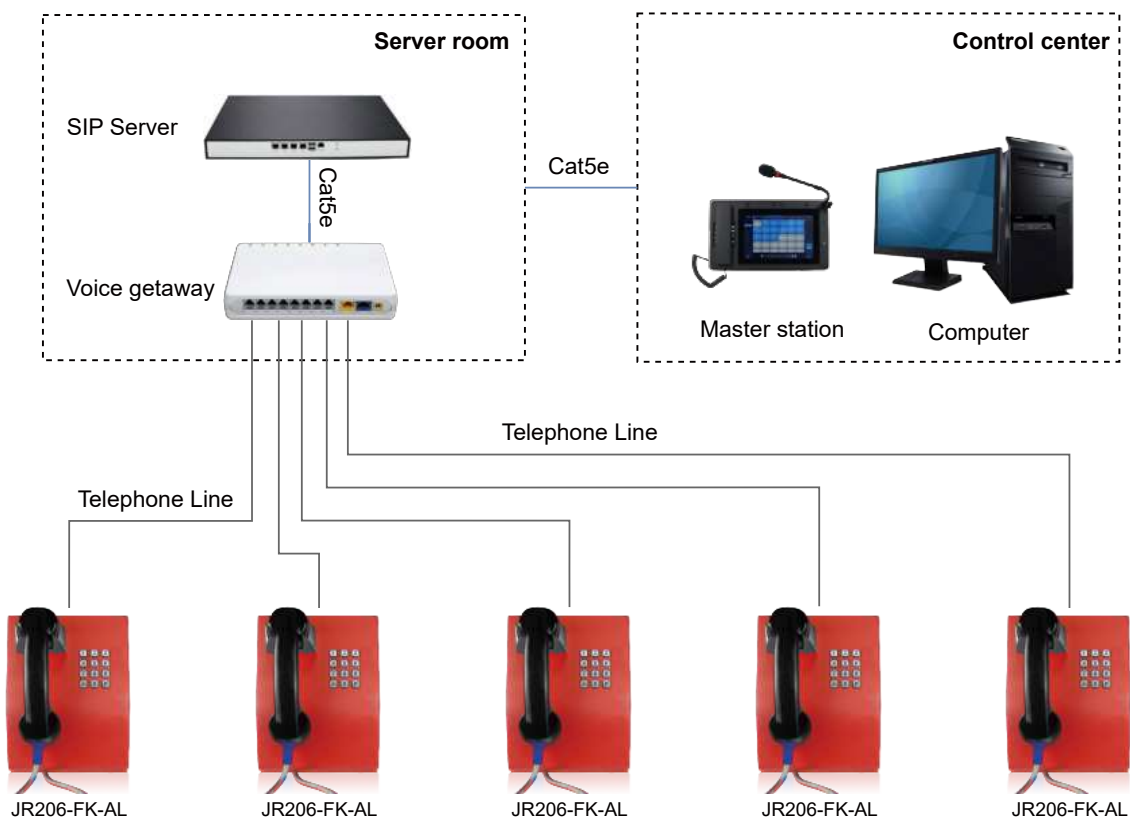 Server room
Control center
SIP Server
Cat5e
Cat5e
Voice getaway
Master station
Computer
Telephone Line
Telephone Line
JR206-FK-AL
JR206-FK-AL
JR206-FK-AL
JR206-FK-AL
JR206-FK-AL